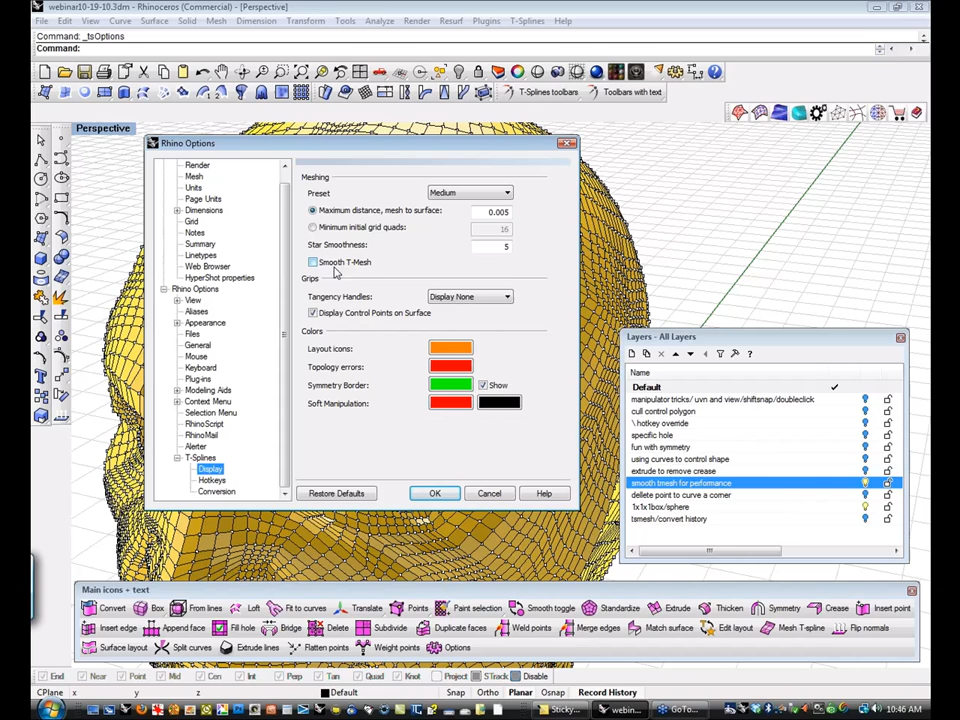 webinar10-19-10.3dm - Rhinoceros (Commercial) - [Perspective]
File Edit View Curve Surface Solid Mesh Dimension Transform Tools Analyze Render Resurf Plugins T-Splines Help
Command: _tsOptions
Command:
T-Splines toolbars Toolbars with text
Perspective
Rhino Options
Render
Mesh
Units
Page Units
Dimensions
Grid
Notes
Summary
Linetypes
Web Browser
HyperShot properties
Rhino Options
View
Aliases
Appearance
Files
General
Mouse
Keyboard
Plug-ins
Modeling Aids
Context Menu
Selection Menu
RhinoScript
RhinoMail
Alerter
T-Splines
Display
Hotkeys
Conversion
Meshing
Preset Medium
Maximum distance, mesh to surface: 0.005
Minimum initial grid quads: 16
Star Smoothness: 5
Smooth T-Mesh
Grips
Tangency Handles: Display None
Display Control Points on Surface
Colors
Layout icons:
Topology errors:
Symmetry Border: Show
Soft Manipulation:
Restore Defaults OK Cancel Help
Layers - All Layers
Name
Default
manipulator tricks/ uvn and view/shiftsnap/doubleclick
cull control polygon
\ hotkey override
specific hole
fun with symmetry
using curves to control shape
extrude to remove crease
smooth tmesh for performance
dellete point to curve a corner
1x1x1box/sphere
tsmesh/convert history
Main icons + text
Convert Box From lines Loft Fit to curves Translate Points Paint selection Smooth toggle Standardize Extrude Thicken Symmetry Crease Insert point
Insert edge Append face Fill hole Bridge Delete Subdivide Duplicate faces Weld points Merge edges Match surface Edit layout Mesh T-spline Flip normals
Surface layout Split curves Extrude lines Flatten points Weight points Options
End Near Point Mid Cen Int Perp Tan Quad Knot Project STrack Disable
CPlane x y z Default Snap Ortho Planar Osnap Record History
Sticky... webin... GoTo... 10:46 AM